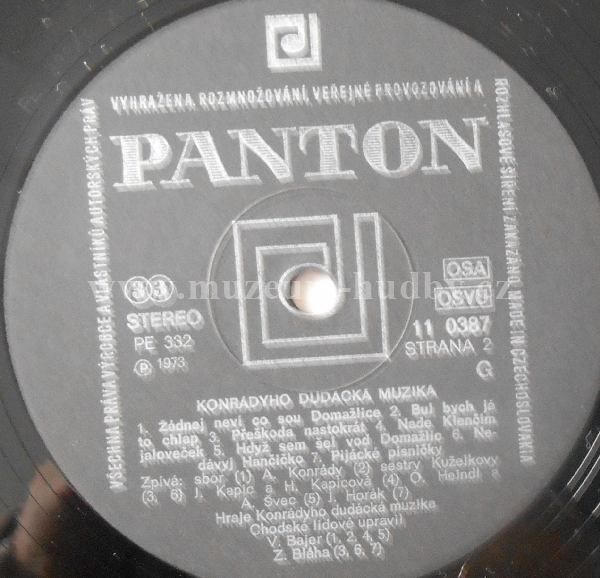 VYHRAŽENA. ROZMNOŽOVÁNÍ, VEŘEJNÉ PROVOZOVÁNÍ A
ROZHLASOVÉ ŠÍŘENÍ ZAKÁZÁNO. MADE IN CZECHOSLOVAKIA
VŠECHNA PRÁVA VÝROBCE A VLASTNÍKŮ AUTORSKÝCH PRÁV
PANTON
www.muzeum-hudby.cz
33
STEREO
PE 332
Ⓟ 1973
OSA
OSVU
11 0387
STRANA 2
G
KONRÁDYHO DUDÁCKÁ MUZIKA
1. Žádnej neví co sou Domažlice 2. Bul bych já
to chlap 3. Přeškoda nastokrát 4. Nade Klenčim
jaloveček 5. Hdyž sem šel vod Domažlic 6. Ne-
dávyj Hančičko 7. Pijácké písničky
Zpívá: sbor (1) A. Konrády (2) sestry Kuželkovy
(3, 6) J. Kapic a H. Kapicová (4) O. Heindl a
A. Švec (5) J. Horák (7)
Hraje Konrádyho dudácká muzika
Chodské lidové upravil
V. Bajer (1, 2, 4, 5)
Z. Bláha (3, 6, 7)